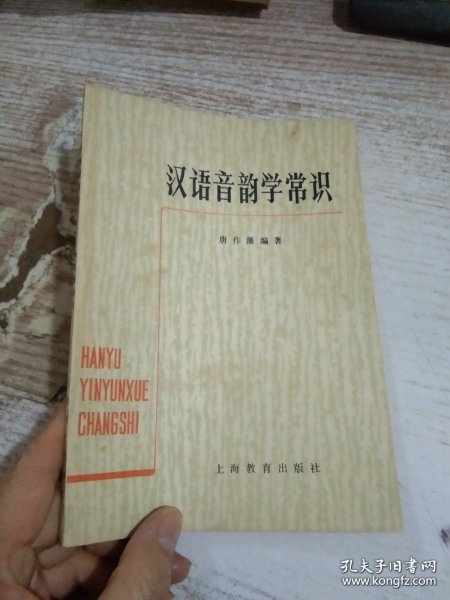 汉语音韵学常识
唐作藩编著
HANYU
YINYUNXUE
CHANGSHI
上海教育出版社
孔夫子旧书网
www.kongfz.com